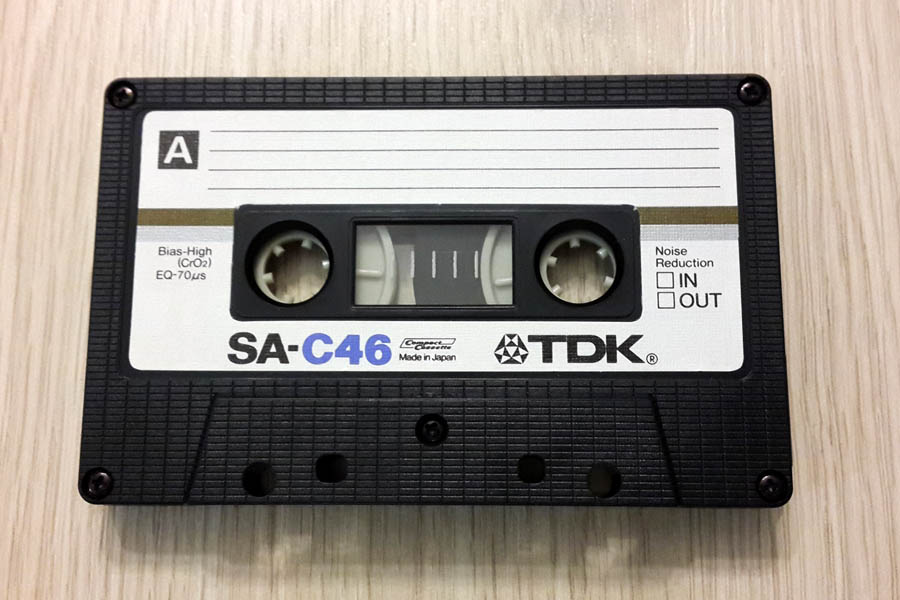 A
Bias-High
(CrO2)
EQ-70μs
Noise
Reduction
IN
OUT
SA-C46
Compact
Cassette
Made in Japan
TDK®